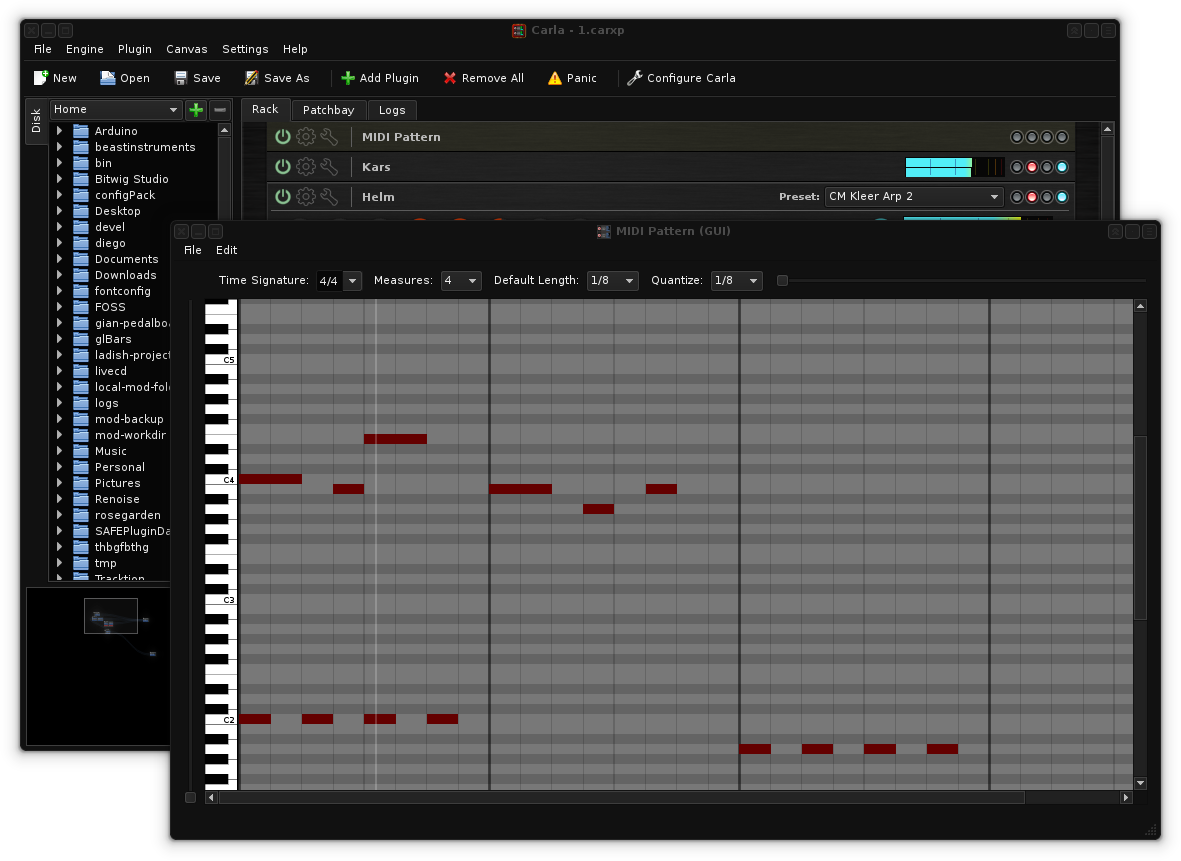 Carla - 1.carxp
File Engine Plugin Canvas Settings Help
New Open Save Save As Add Plugin Remove All Panic Configure Carla
Disk
Home
Rack Patchbay Logs
Arduino
beastinstruments
bin
Bitwig Studio
configPack
Desktop
devel
diego
Documents
Downloads
fontconfig
FOSS
gian-pedalboa
glBars
ladish-project
livecd
local-mod-fold
logs
mod-backup
mod-workdir
Music
Personal
Pictures
Renoise
rosegarden
SAFEPluginDa
thbgfbthg
tmp
Tracktion
MIDI Pattern
Kars
Helm
Preset: CM Kleer Arp 2
MIDI Pattern (GUI)
File Edit
Time Signature: 4/4 Measures: 4 Default Length: 1/8 Quantize: 1/8
C5
C4
C3
C2